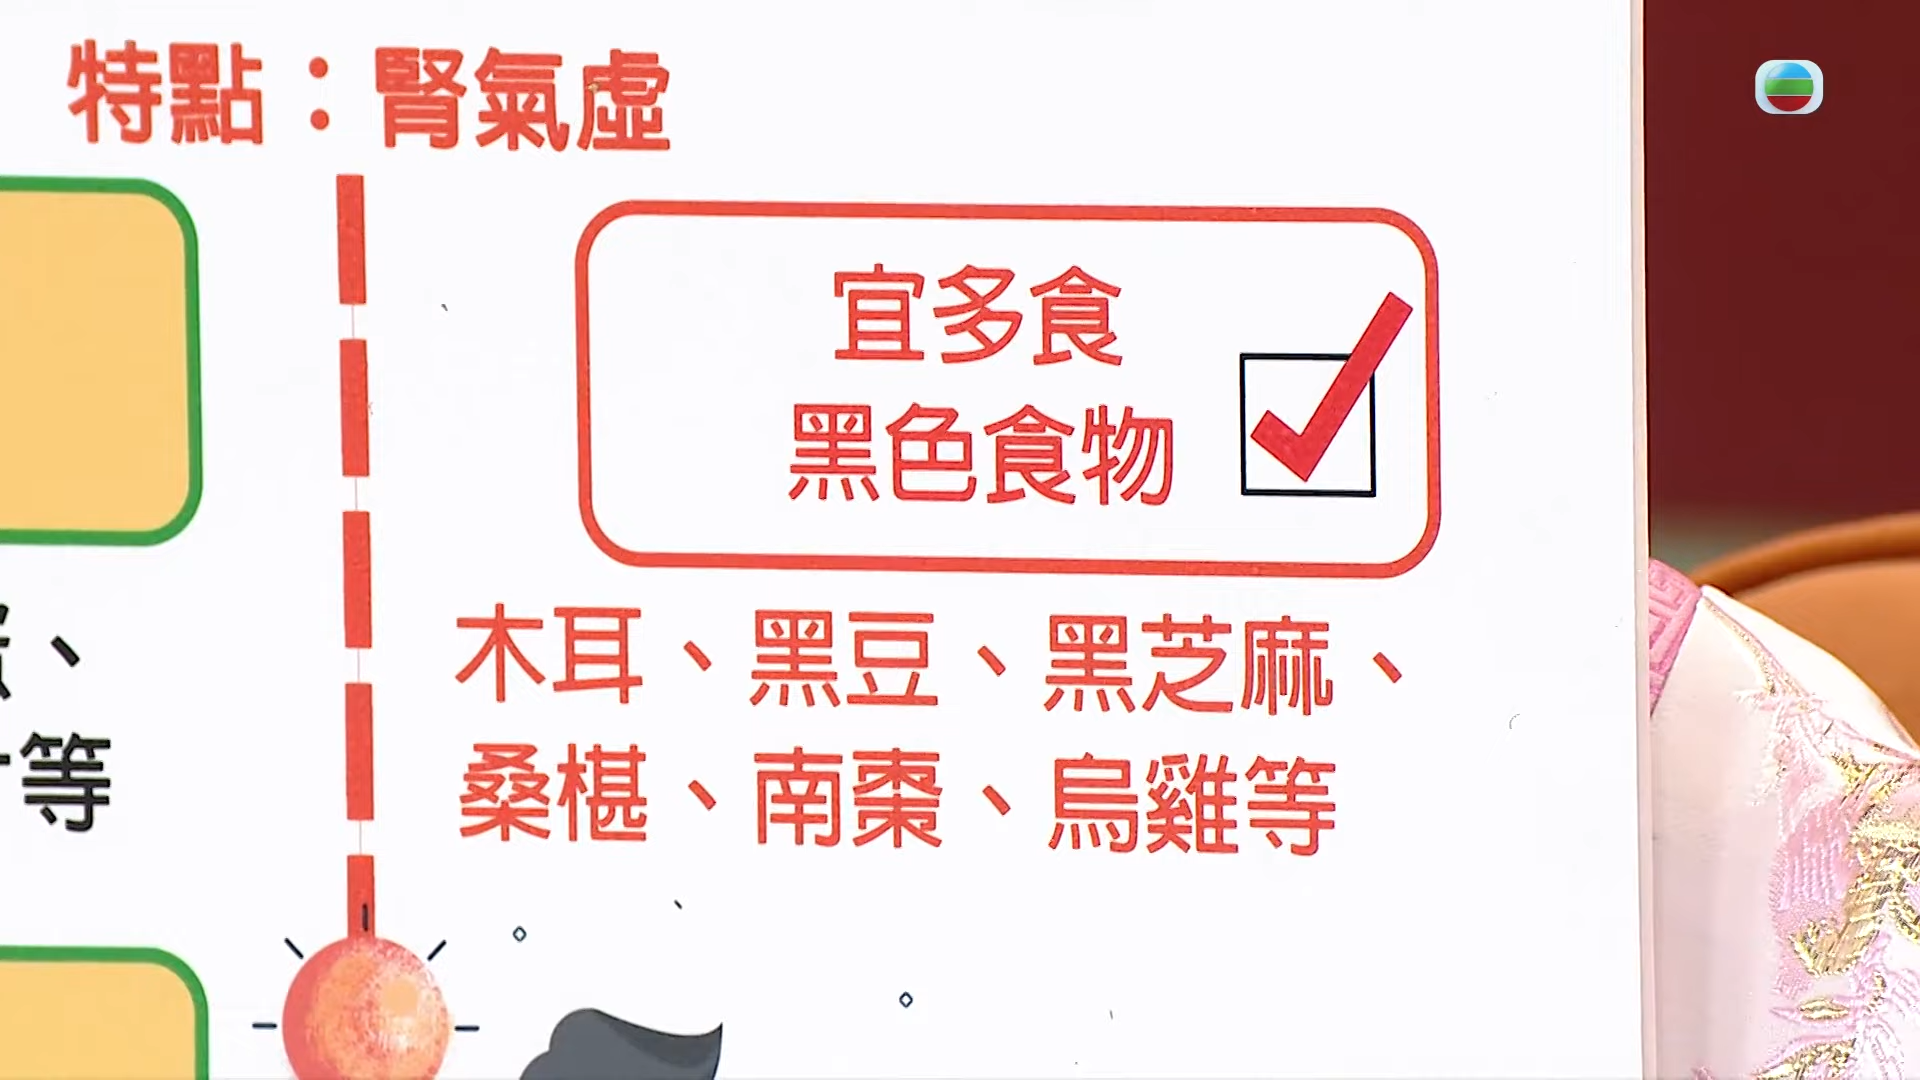 特點：腎氣虛
宜多食
黑色食物
木耳、黑豆、黑芝麻、
桑椹、南棗、烏雞等
、
等